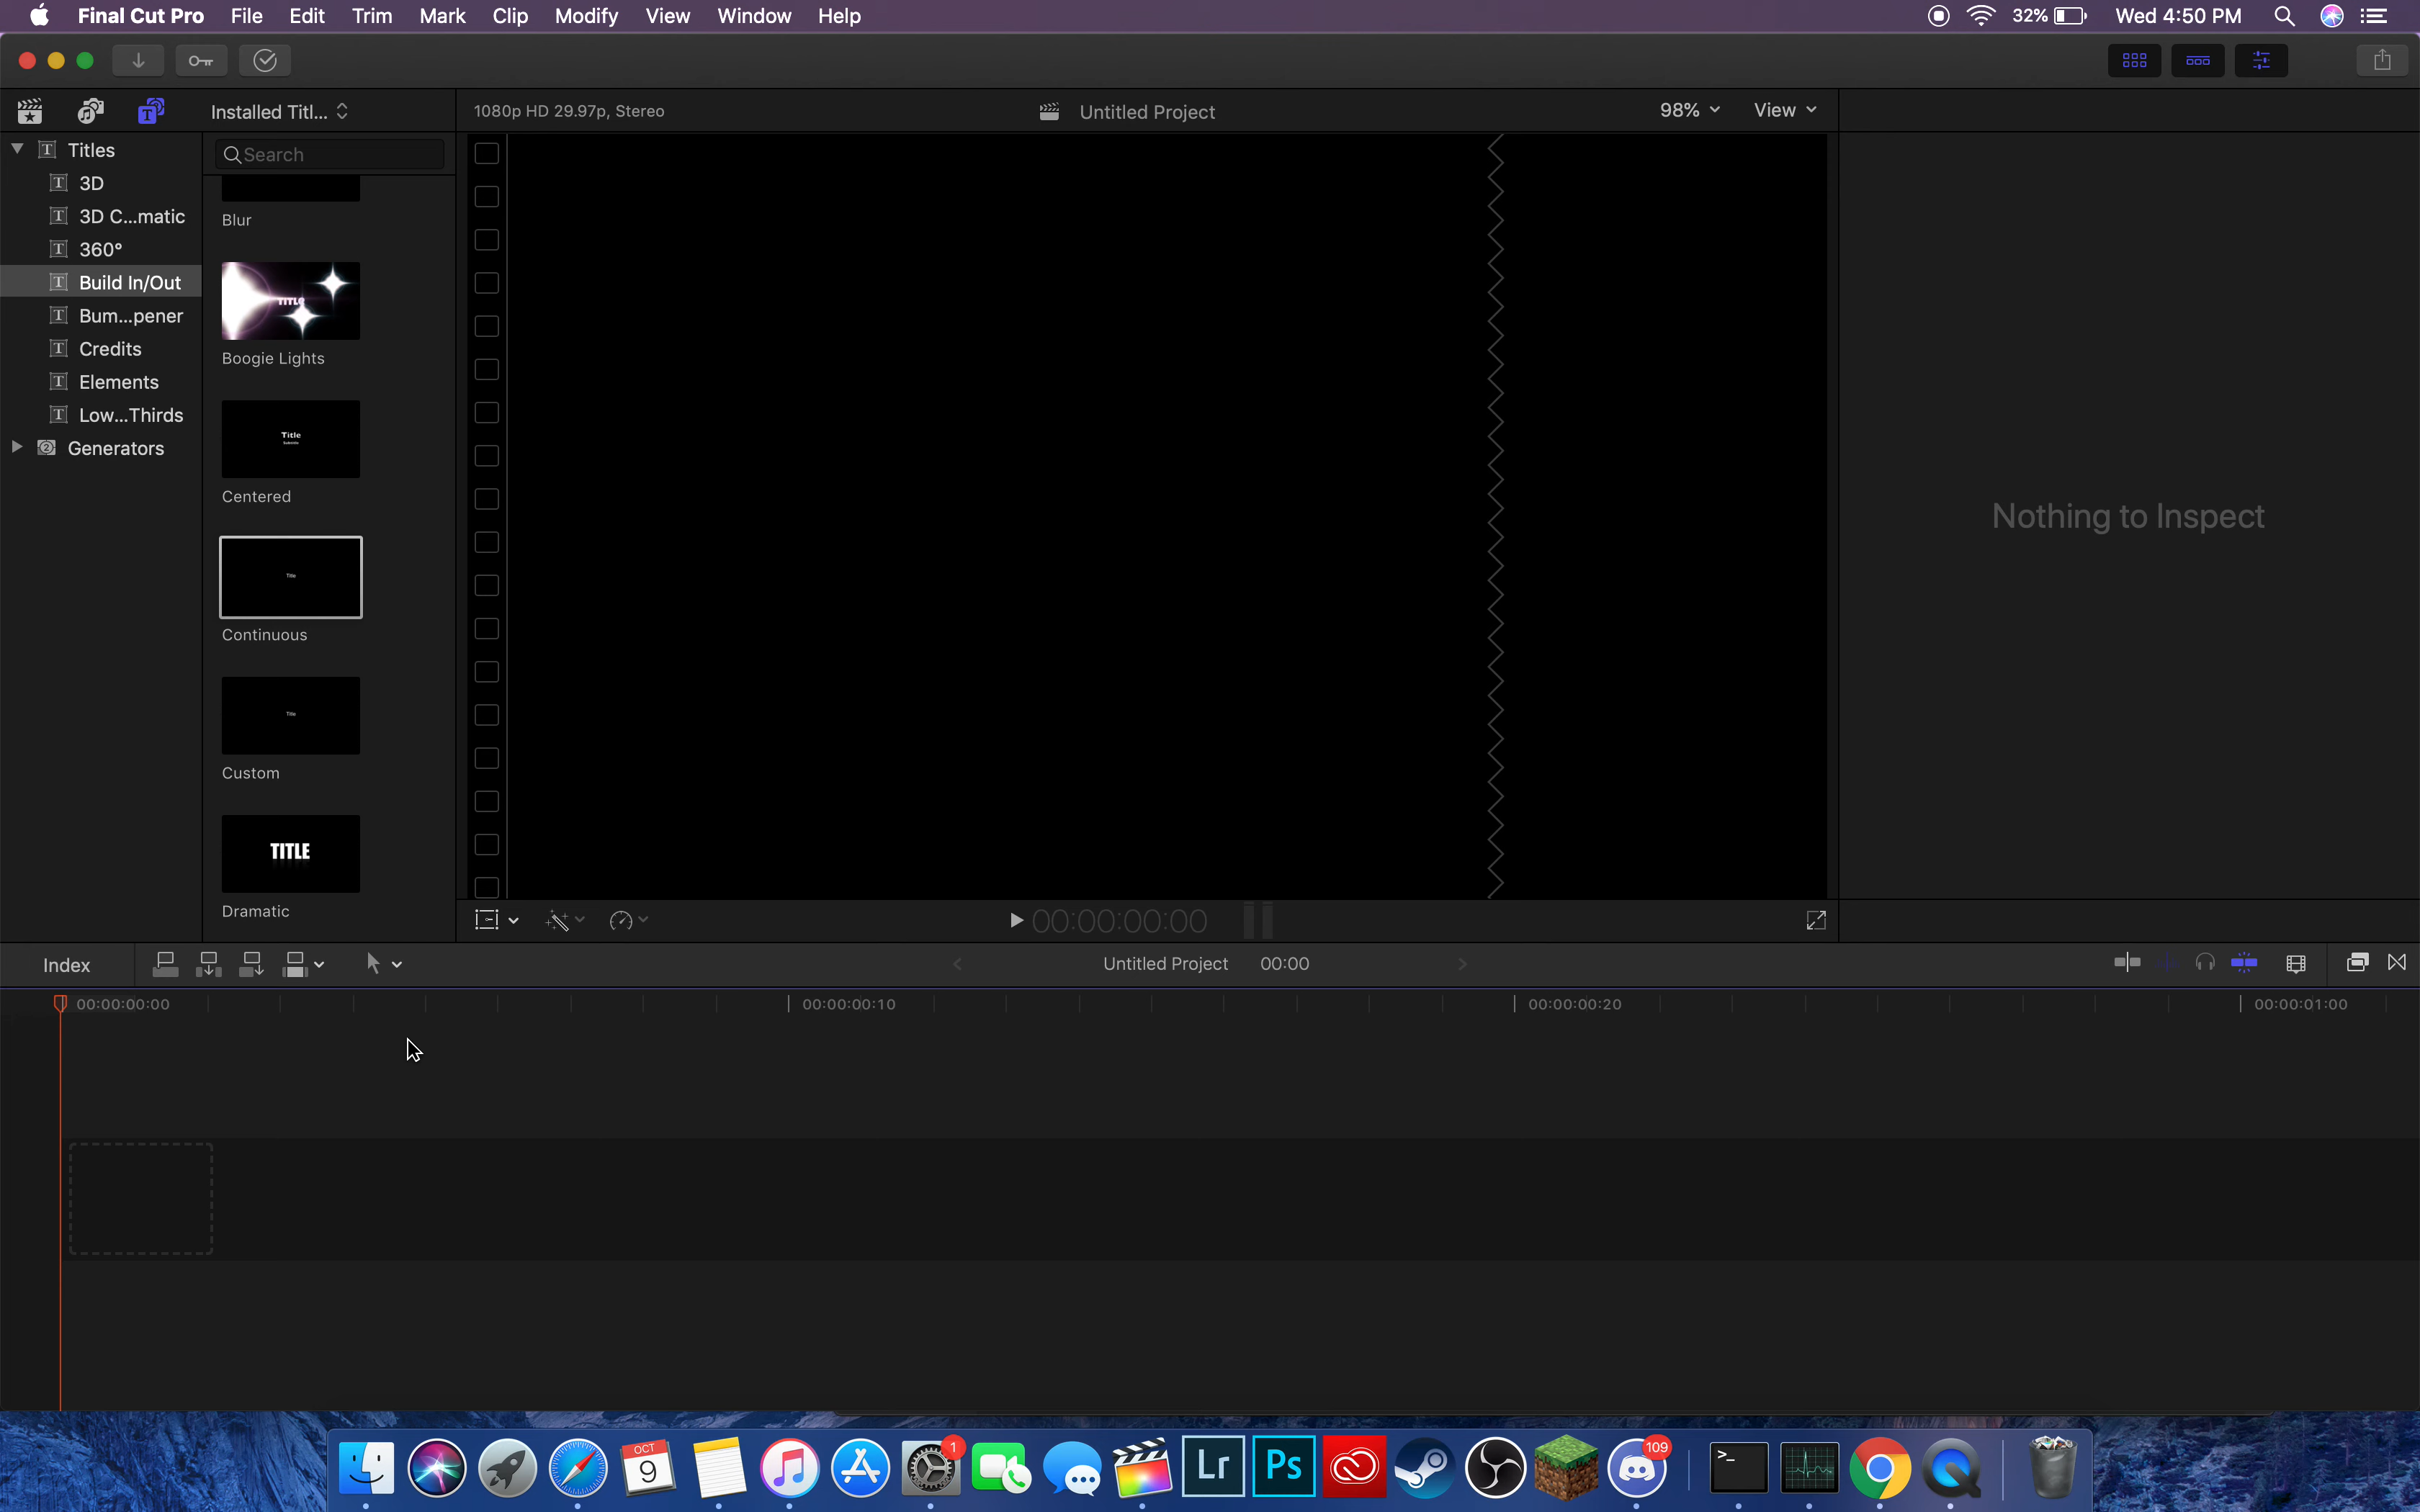 Final Cut Pro File Edit Trim Mark Clip Modify View Window Help 32% Wed 4:50 PM
Installed Titl... 1080p HD 29.97p, Stereo Untitled Project 98% View
Titles
Search
3D
3D C...matic
360°
Build In/Out
Bum...pener
Credits
Elements
Low...Thirds
Generators
Blur
TITLE
Boogie Lights
Title
Subtitle
Centered
Title
Continuous
Title
Custom
TITLE
Dramatic
Nothing to Inspect
00:00:00:00
Index Untitled Project 00:00
00:00:00:00 00:00:00:10 00:00:00:20 00:00:01:00
OCT
9
1
Lr
Ps
109
>_